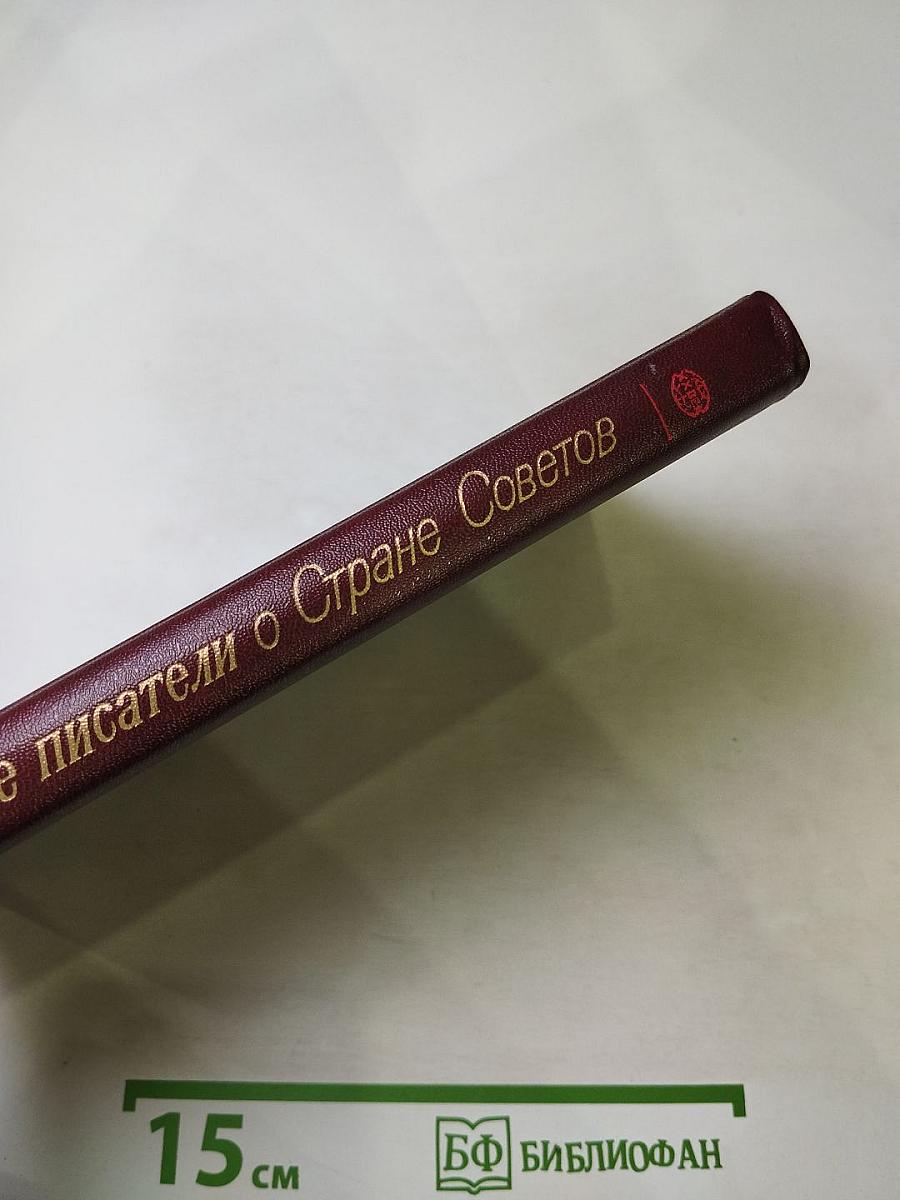 е писатели о Стране Советов
15 см
БФ БИБЛИОФАН